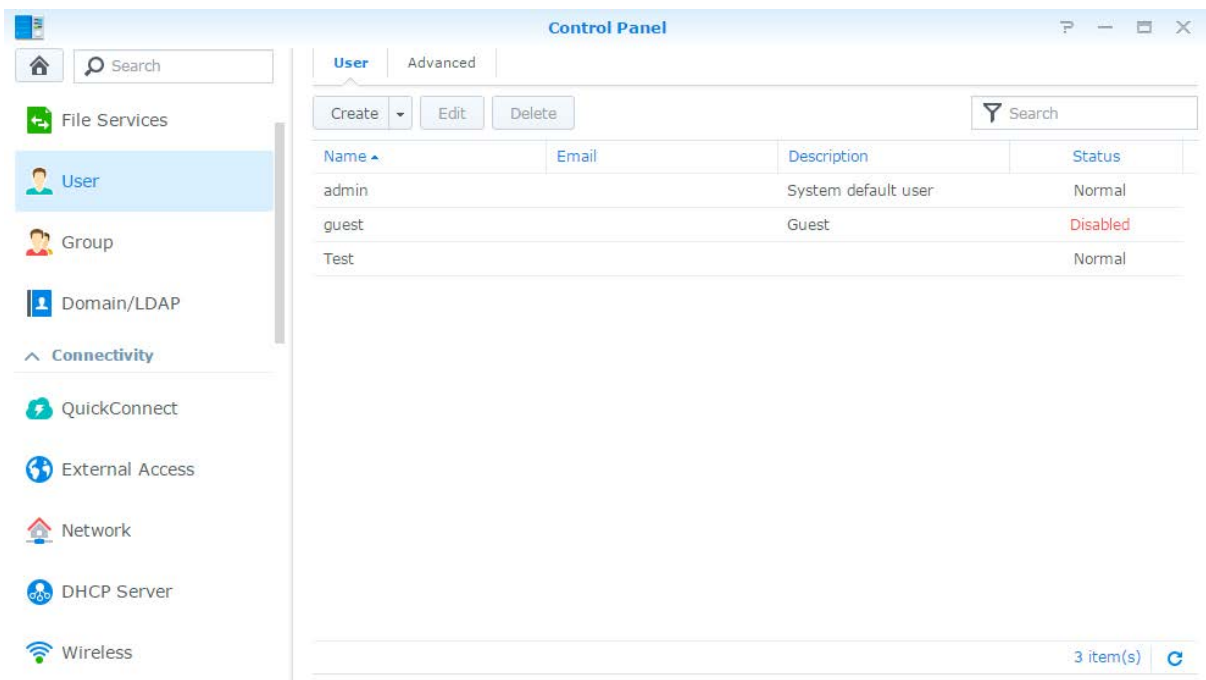 Control Panel
Search
File Services
User
Group
Domain/LDAP
Connectivity
QuickConnect
External Access
Network
DHCP Server
Wireless
User Advanced
Create Edit Delete Search
Name Email Description Status
admin System default user Normal
guest Guest Disabled
Test Normal
3 item(s)